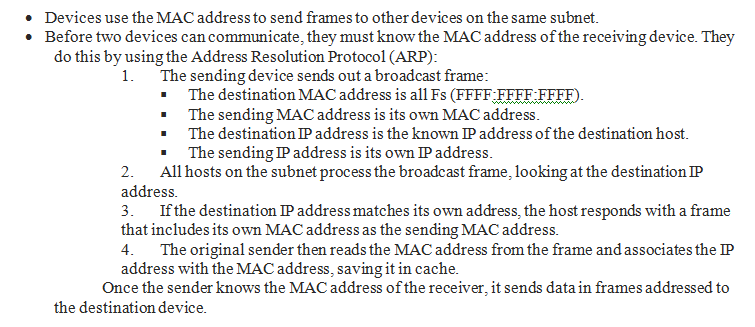 • Devices use the MAC address to send frames to other devices on the same subnet.
• Before two devices can communicate, they must know the MAC address of the receiving device. They
do this by using the Address Resolution Protocol (ARP):
1. The sending device sends out a broadcast frame:
▪ The destination MAC address is all Fs (FFFF:FFFF:FFFF).
▪ The sending MAC address is its own MAC address.
▪ The destination IP address is the known IP address of the destination host.
▪ The sending IP address is its own IP address.
2. All hosts on the subnet process the broadcast frame, looking at the destination IP
address.
3. If the destination IP address matches its own address, the host responds with a frame
that includes its own MAC address as the sending MAC address.
4. The original sender then reads the MAC address from the frame and associates the IP
address with the MAC address, saving it in cache.
Once the sender knows the MAC address of the receiver, it sends data in frames addressed to
the destination device.